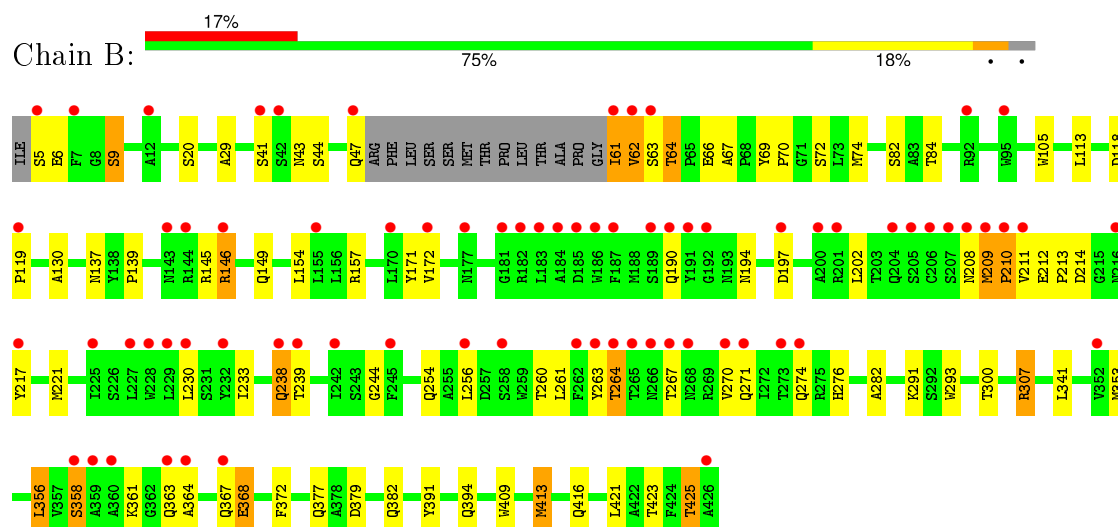 17%
Chain B:
75% 18% • •
ILE S5 E6 F7 G8 S9 A12 S20 A29 S41 S42 N43 S44 Q47 ARG PHE LEU SER SER MET THR PRO LEU THR ALA PRO GLY I61 V62 S63 T64 P65 E66 A67 P68 Y69 P70 G71 S72 L73 M74 S82 A83 T84 R92 W95 W105 L113 D118
P119 A130 N137 Y138 P139 N143 R144 R145 R146 Q149 L154 L155 L156 R157 L170 Y171 V172 N177 G181 R182 L183 A184 D185 W186 F187 M188 S189 Q190 Y191 G192 N193 N194 D197 A200 R201 L202 T203 Q204 S205 C206 S207 N208 M209 P210 V211 E212 P213 D214 G215 W216
Y217 M221 I225 S226 L227 W228 L229 L230 S231 Y232 I233 Q238 T239 I242 S243 G244 F245 Q254 A255 L256 D257 S258 W259 T260 L261 F262 Y263 T264 T265 N266 T267 N268 R269 V270 Q271 I272 T273 Q274 R275 H276 A282 K291 S292 W293 T300 R307 L341 V352 M353
L356 V357 S358 A359 A360 K361 G362 Q363 A364 Q367 E368 F372 Q377 A378 D379 Q382 Y391 Q394 W409 M413 Q416 L421 A422 T423 F424 T425 A426